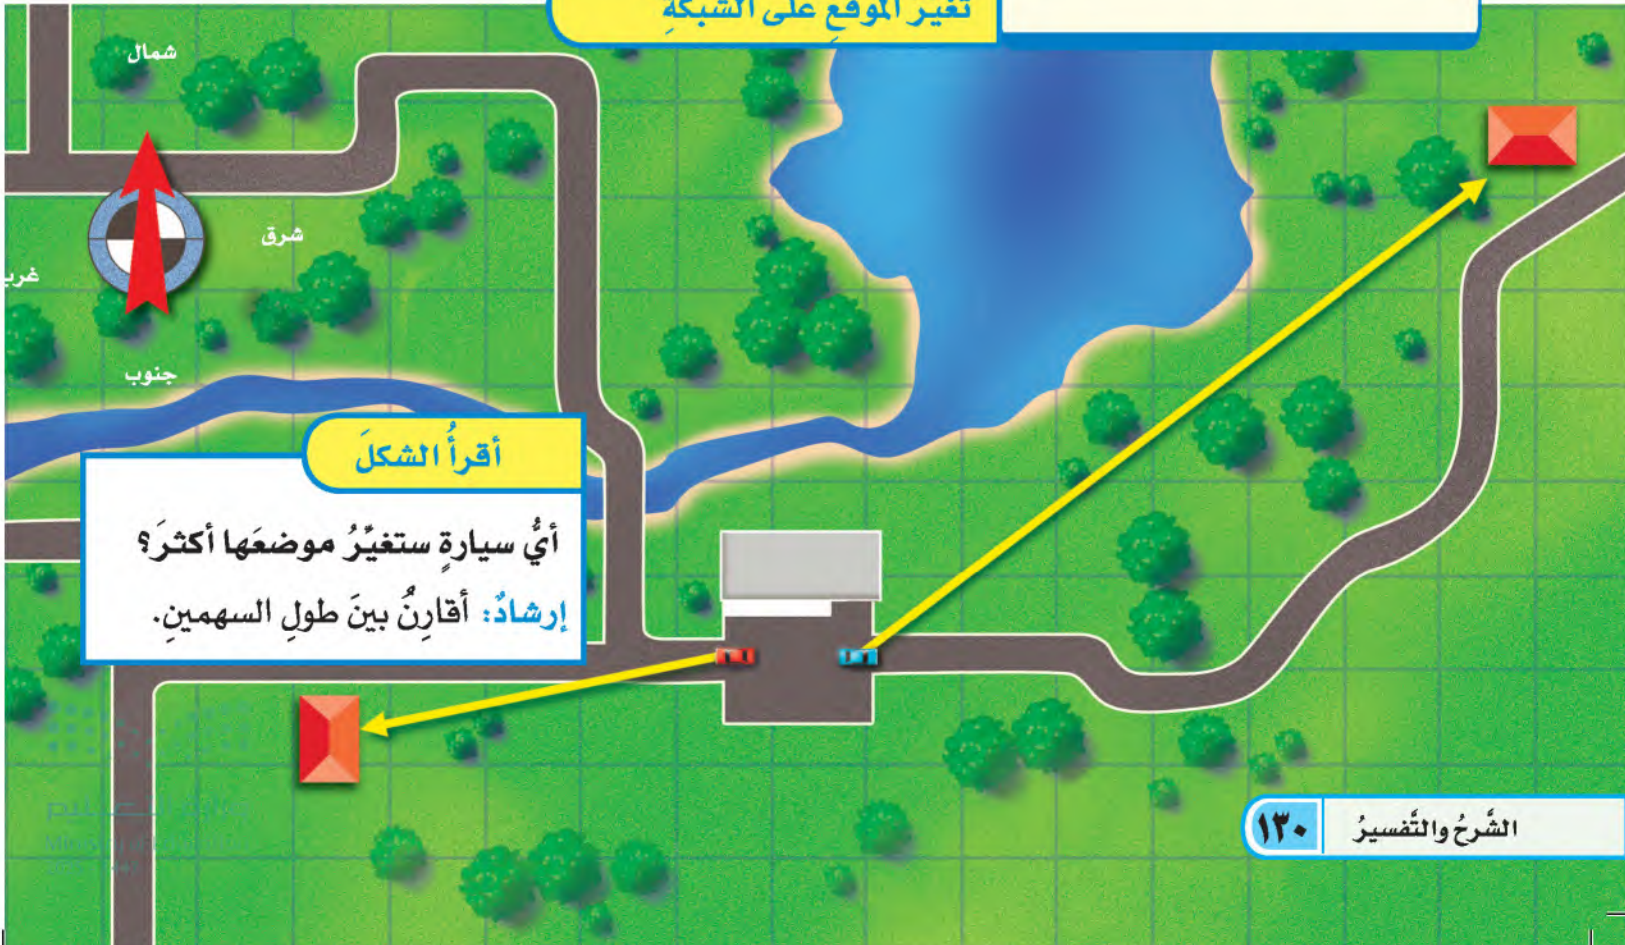 تغير الموقعِ على الشبكةِ
شمال
شرق
غرب
جنوب
أقرأُ الشكلَ
أيُّ سيارةٍ ستغيِّرُ موضعَها أكثرَ؟
إرشادٌ: أقارِنُ بينَ طولِ السهمينِ.
الشَّرحُ والتَّفسيرُ ١٣٠